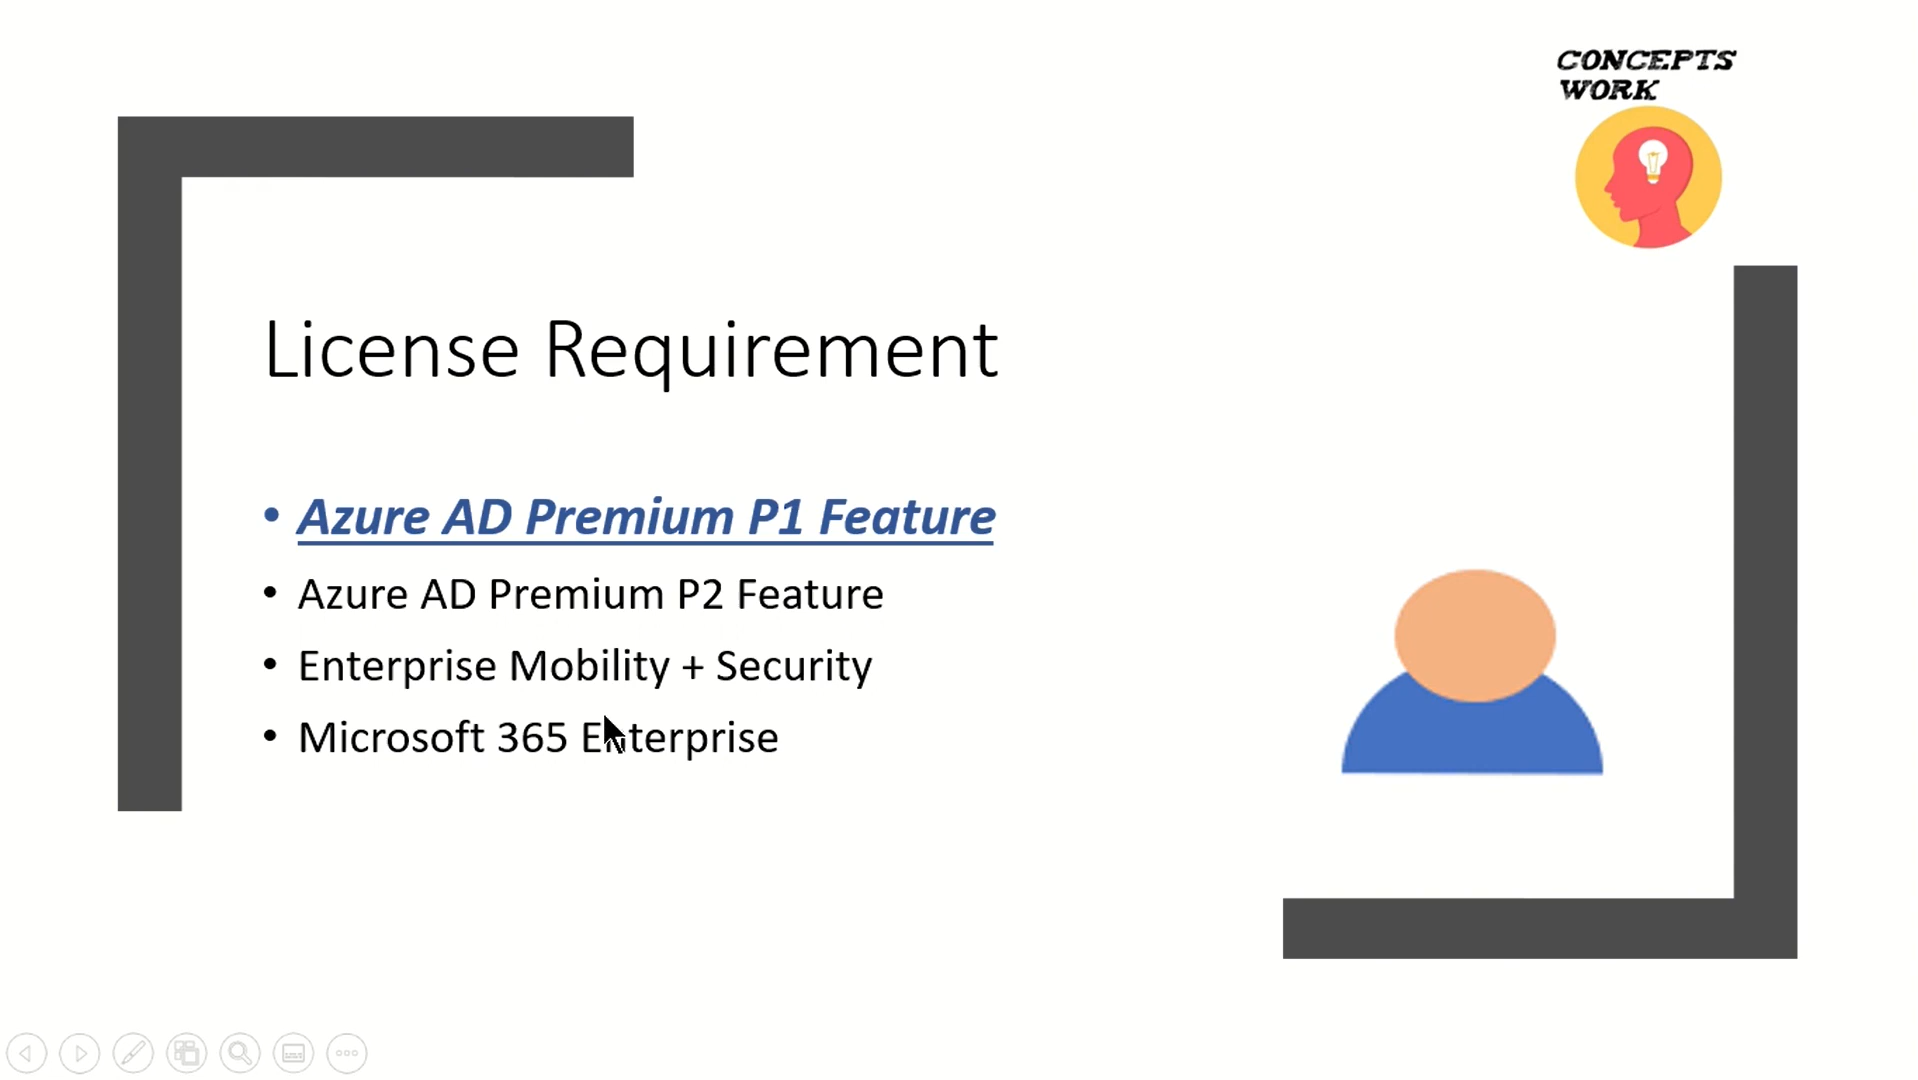 CONCEPTS
WORK
License Requirement
• Azure AD Premium P1 Feature
• Azure AD Premium P2 Feature
• Enterprise Mobility + Security
• Microsoft 365 Enterprise